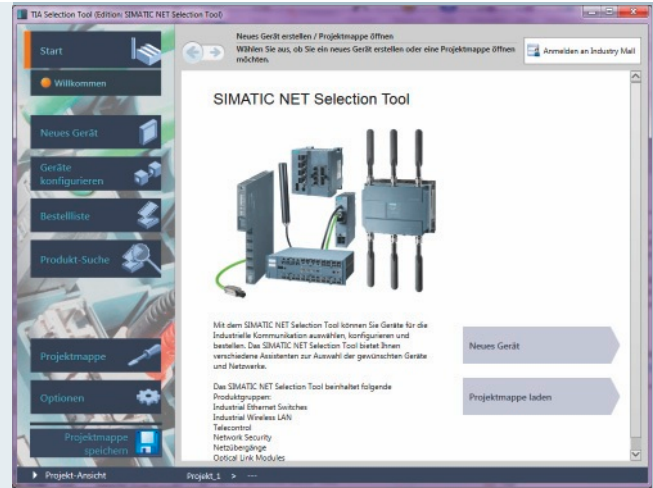 TIA Selection Tool (Edition: SIMATIC NET Selection Tool)
Start
Willkommen
Neues Gerät
Geräte
konfigurieren
Bestellliste
Produkt-Suche
Projektmappe
Optionen
Projektmappe
speichern
Projekt-Ansicht
Neues Gerät erstellen / Projektmappe öffnen
Wählen Sie aus, ob Sie ein neues Gerät erstellen oder eine Projektmappe öffnen
möchten.
Anmelden an Industry Mall
SIMATIC NET Selection Tool
Mit dem SIMATIC NET Selection Tool können Sie Geräte für die
Industrielle Kommunikation auswählen, konfigurieren und
bestellen. Das SIMATIC NET Selection Tool bietet Ihnen
verschiedene Assistenten zur Auswahl der gewünschten Geräte
und Netzwerke.
Das SIMATIC NET Selection Tool beinhaltet folgende
Produktgruppen:
Industrial Ethernet Switches
Industrial Wireless LAN
Telecontrol
Network Security
Netzübergänge
Optical Link Modules
Neues Gerät
Projektmappe laden
Projekt_1 > ---